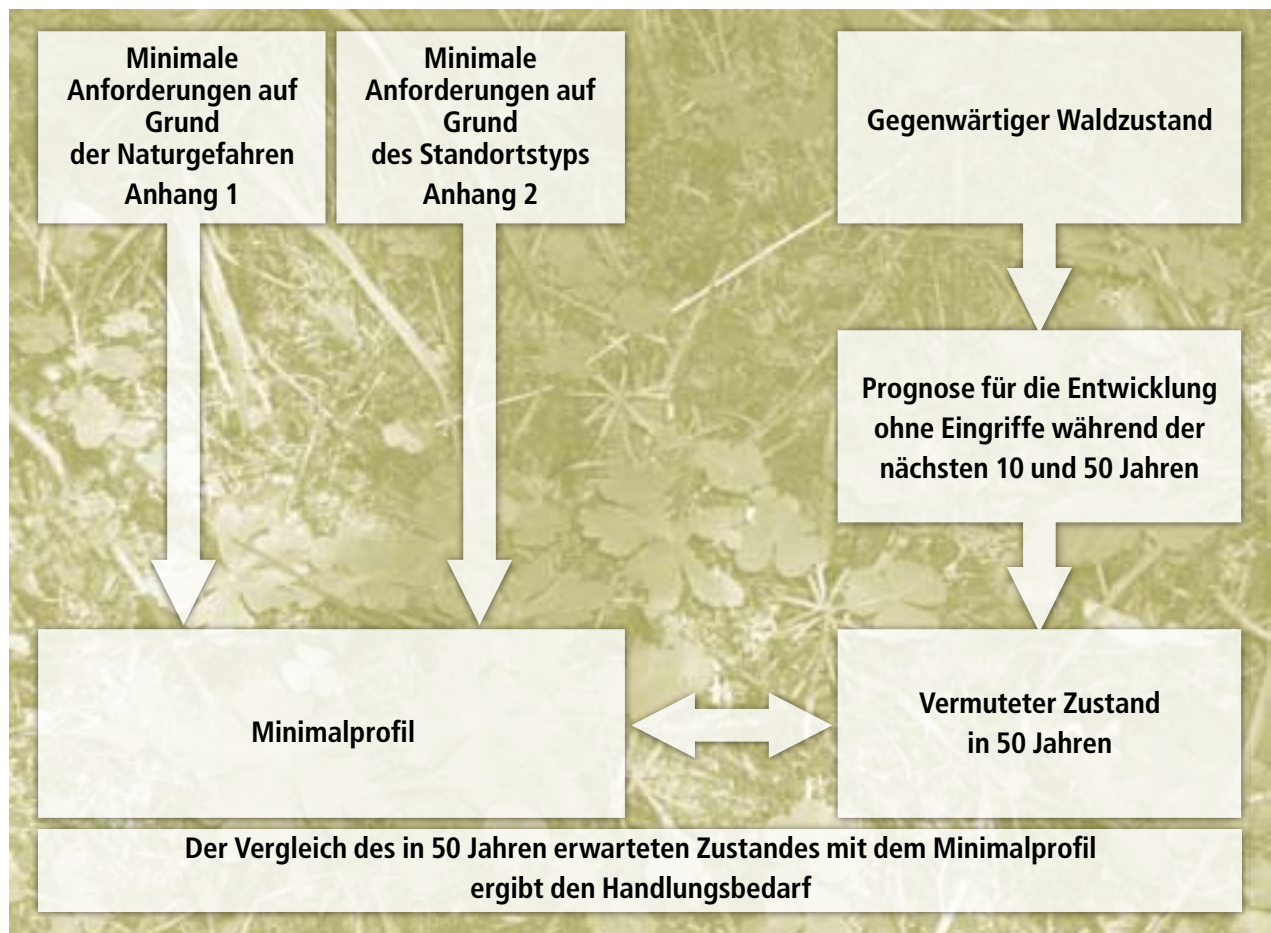 Minimale
Anforderungen auf
Grund
der Naturgefahren
Anhang 1
Minimale
Anforderungen auf
Grund
des Standortstyps
Anhang 2
Gegenwärtiger Waldzustand
Prognose für die Entwicklung
ohne Eingriffe während der
nächsten 10 und 50 Jahren
Minimalprofil
Vermuteter Zustand
in 50 Jahren
Der Vergleich des in 50 Jahren erwarteten Zustandes mit dem Minimalprofil
ergibt den Handlungsbedarf